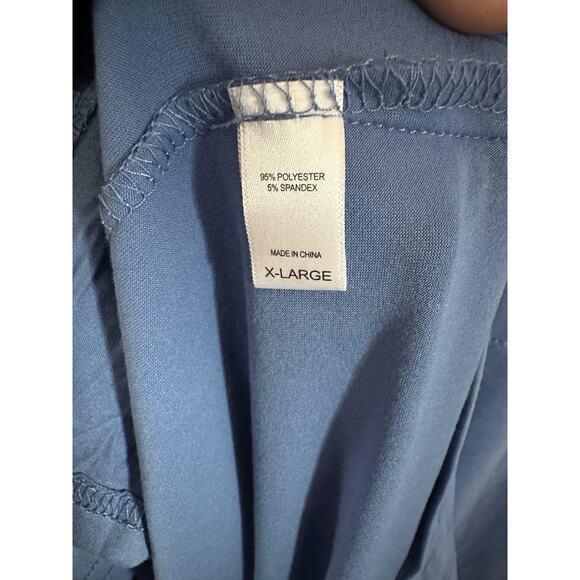 95% POLYESTER
5% SPANDEX
MADE IN CHINA
X-LARGE